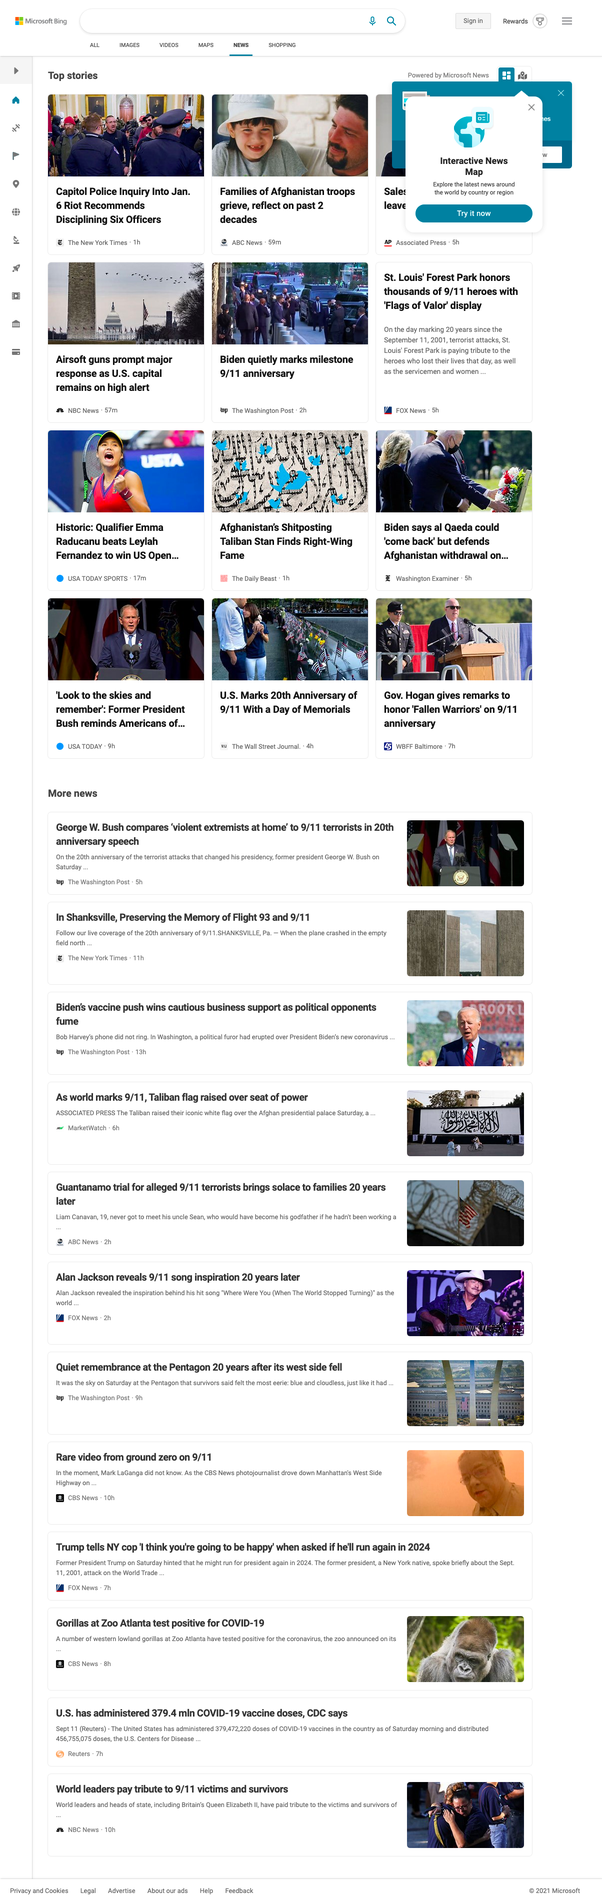 Microsoft Bing
Sign in
Rewards
ALL IMAGES VIDEOS MAPS NEWS SHOPPING
Top stories
Powered by Microsoft News
Interactive News
Map
Explore the latest news around
the world by country or region
Try it now
Capitol Police Inquiry Into Jan.
6 Riot Recommends
Disciplining Six Officers
The New York Times · 1h
Families of Afghanistan troops
grieve, reflect on past 2
decades
ABC News · 59m
Sales
leave
AP Associated Press · 5h
Airsoft guns prompt major
response as U.S. capital
remains on high alert
NBC News · 57m
Biden quietly marks milestone
9/11 anniversary
wp The Washington Post · 2h
St. Louis' Forest Park honors
thousands of 9/11 heroes with
'Flags of Valor' display
On the day marking 20 years since the
September 11, 2001, terrorist attacks, St.
Louis' Forest Park is paying tribute to the
heroes who lost their lives that day, as well
as the servicemen and women ...
FOX News · 5h
USTA
Historic: Qualifier Emma
Raducanu beats Leylah
Fernandez to win US Open...
USA TODAY SPORTS · 17m
Afghanistan's Shitposting
Taliban Stan Finds Right-Wing
Fame
The Daily Beast · 1h
Biden says al Qaeda could
'come back' but defends
Afghanistan withdrawal on...
Washington Examiner · 5h
'Look to the skies and
remember': Former President
Bush reminds Americans of...
USA TODAY · 9h
U.S. Marks 20th Anniversary of
9/11 With a Day of Memorials
WSJ The Wall Street Journal. · 4h
Gov. Hogan gives remarks to
honor 'Fallen Warriors' on 9/11
anniversary
45 WBFF Baltimore · 7h
More news
George W. Bush compares 'violent extremists at home' to 9/11 terrorists in 20th
anniversary speech
On the 20th anniversary of the terrorist attacks that changed his presidency, former president George W. Bush on
Saturday ...
wp The Washington Post · 5h
In Shanksville, Preserving the Memory of Flight 93 and 9/11
Follow our live coverage of the 20th anniversary of 9/11.SHANKSVILLE, Pa. — When the plane crashed in the empty
field north ...
The New York Times · 11h
Biden's vaccine push wins cautious business support as political opponents
fume
Bob Harvey's phone did not ring. In Washington, a political furor had erupted over President Biden's new coronavirus ...
wp The Washington Post · 13h
As world marks 9/11, Taliban flag raised over seat of power
ASSOCIATED PRESS The Taliban raised their iconic white flag over the Afghan presidential palace Saturday, a ...
MarketWatch · 6h
Guantanamo trial for alleged 9/11 terrorists brings solace to families 20 years
later
Liam Canavan, 19, never got to meet his uncle Sean, who would have become his godfather if he hadn't been working a
...
ABC News · 2h
Alan Jackson reveals 9/11 song inspiration 20 years later
Alan Jackson revealed the inspiration behind his hit song "Where Were You (When The World Stopped Turning)" as the
world ...
FOX News · 2h
Quiet remembrance at the Pentagon 20 years after its west side fell
It was the sky on Saturday at the Pentagon that survivors said felt the most eerie: blue and cloudless, just like it had ...
wp The Washington Post · 9h
Rare video from ground zero on 9/11
In the moment, Mark LaGanga did not know. As the CBS News photojournalist drove down Manhattan's West Side
Highway on ...
CBS News · 10h
Trump tells NY cop 'I think you're going to be happy' when asked if he'll run again in 2024
Former President Trump on Saturday hinted that he might run for president again in 2024. The former president, a New York native, spoke briefly about the Sept.
11, 2001, attack on the World Trade ...
FOX News · 7h
Gorillas at Zoo Atlanta test positive for COVID-19
A number of western lowland gorillas at Zoo Atlanta have tested positive for the coronavirus, the zoo announced on its
...
CBS News · 8h
U.S. has administered 379.4 mln COVID-19 vaccine doses, CDC says
Sept 11 (Reuters) - The United States has administered 379,472,220 doses of COVID-19 vaccines in the country as of Saturday morning and distributed
456,755,075 doses, the U.S. Centers for Disease ...
Reuters · 7h
World leaders pay tribute to 9/11 victims and survivors
World leaders and heads of state, including Britain's Queen Elizabeth II, have paid tribute to the victims and survivors of
...
NBC News · 10h
Privacy and Cookies Legal Advertise About our ads Help Feedback
© 2021 Microsoft